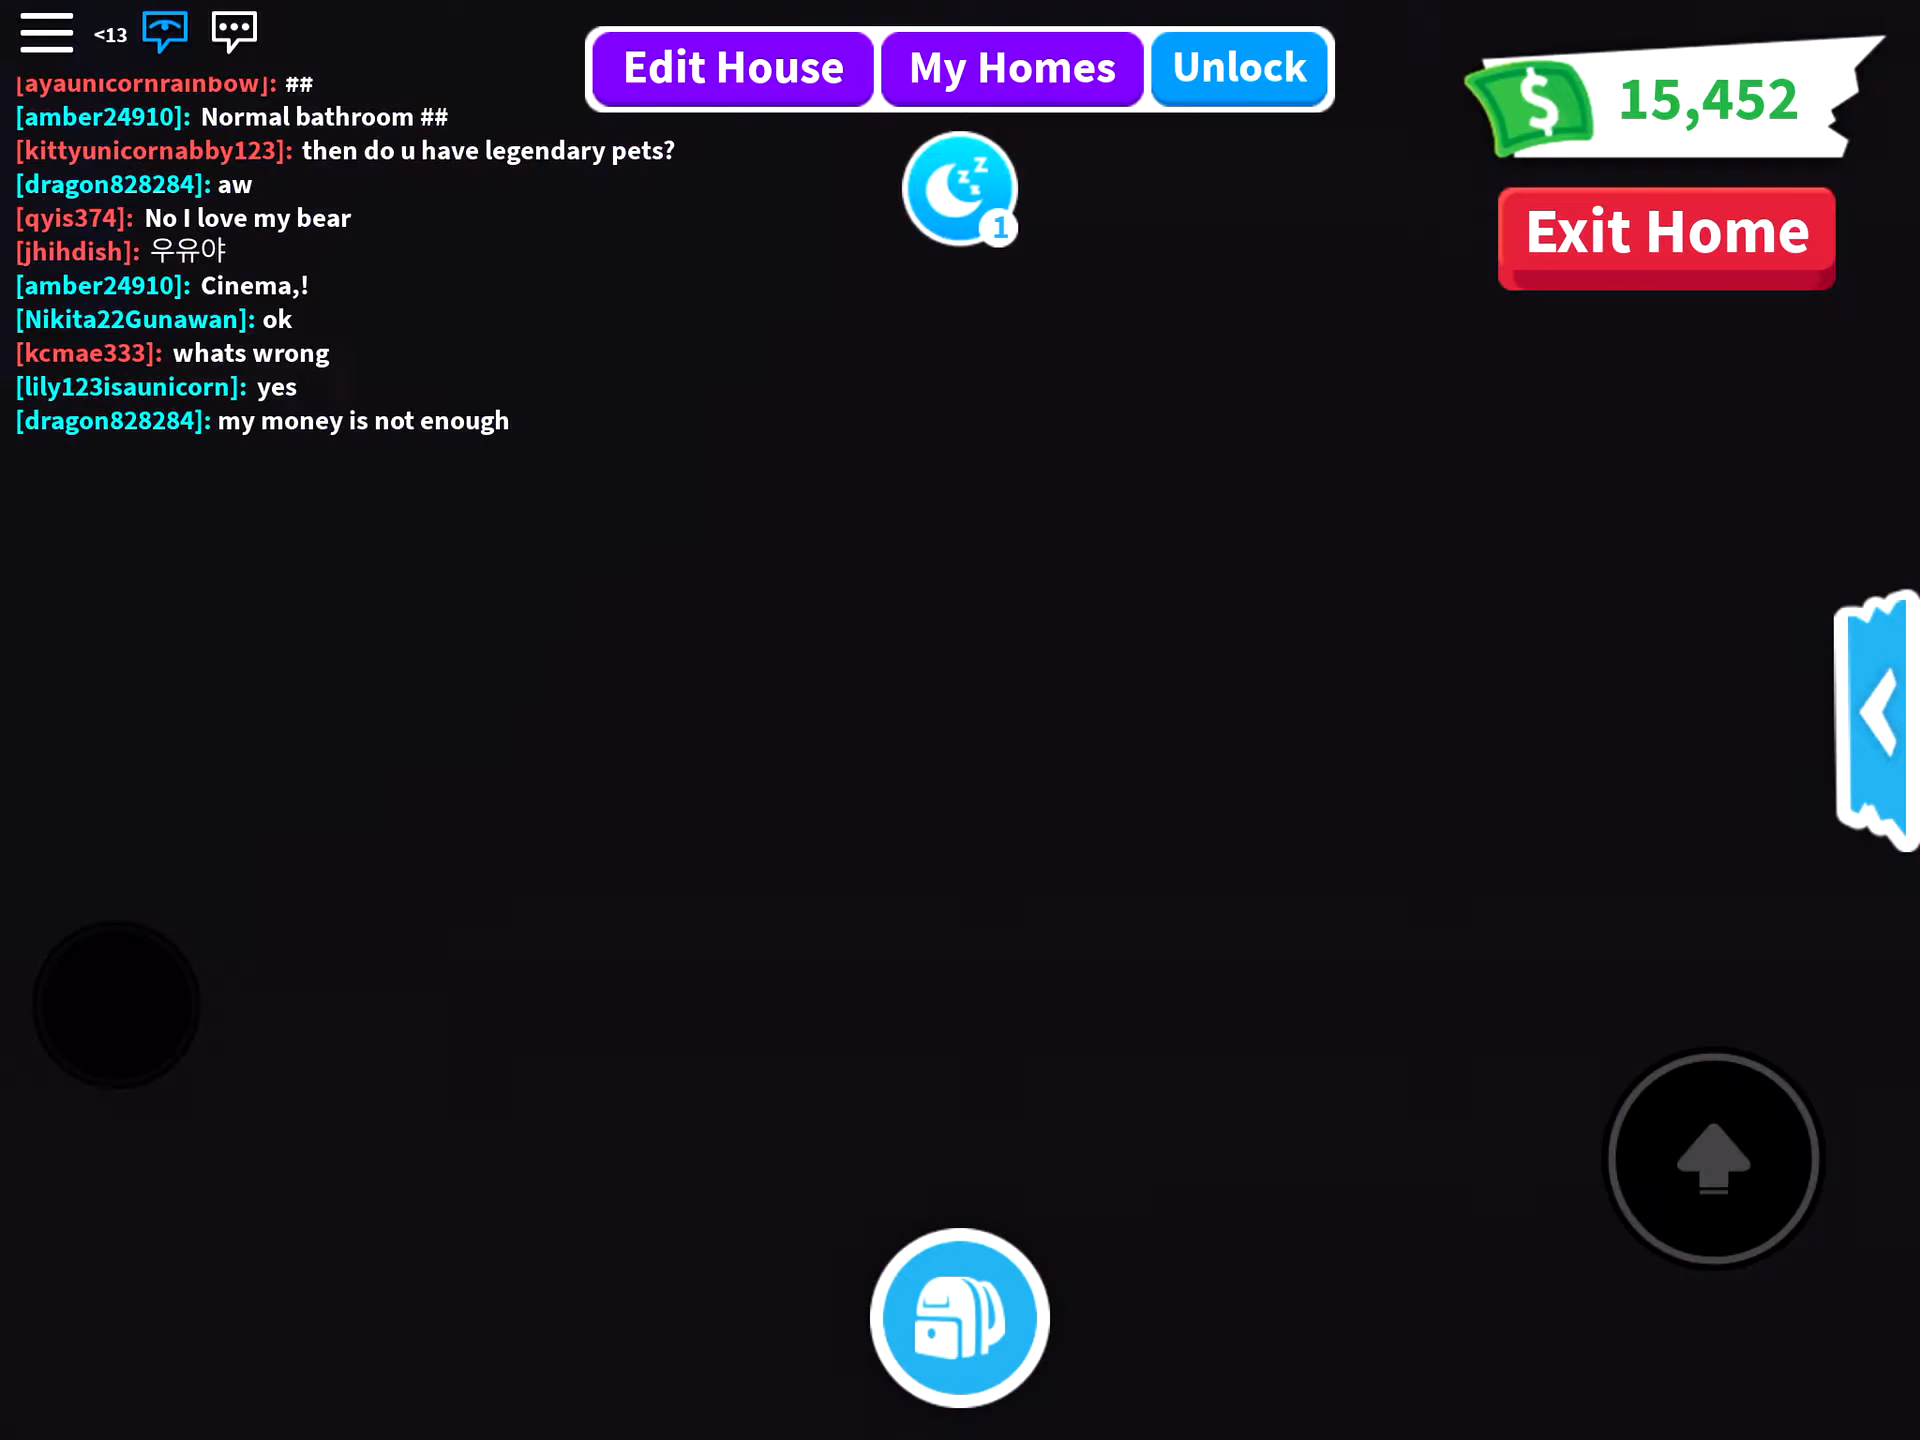 <13
[ayaunicornrainbow]: ##
[amber24910]: Normal bathroom ##
[kittyunicornabby123]: then do u have legendary pets?
[dragon828284]: aw
[qyis374]: No I love my bear
[jhihdish]: 우유야
[amber24910]: Cinema,!
[Nikita22Gunawan]: ok
[kcmae333]: whats wrong
[lily123isaunicorn]: yes
[dragon828284]: my money is not enough
Edit House
My Homes
Unlock
z z z
1
$ 15,452
Exit Home